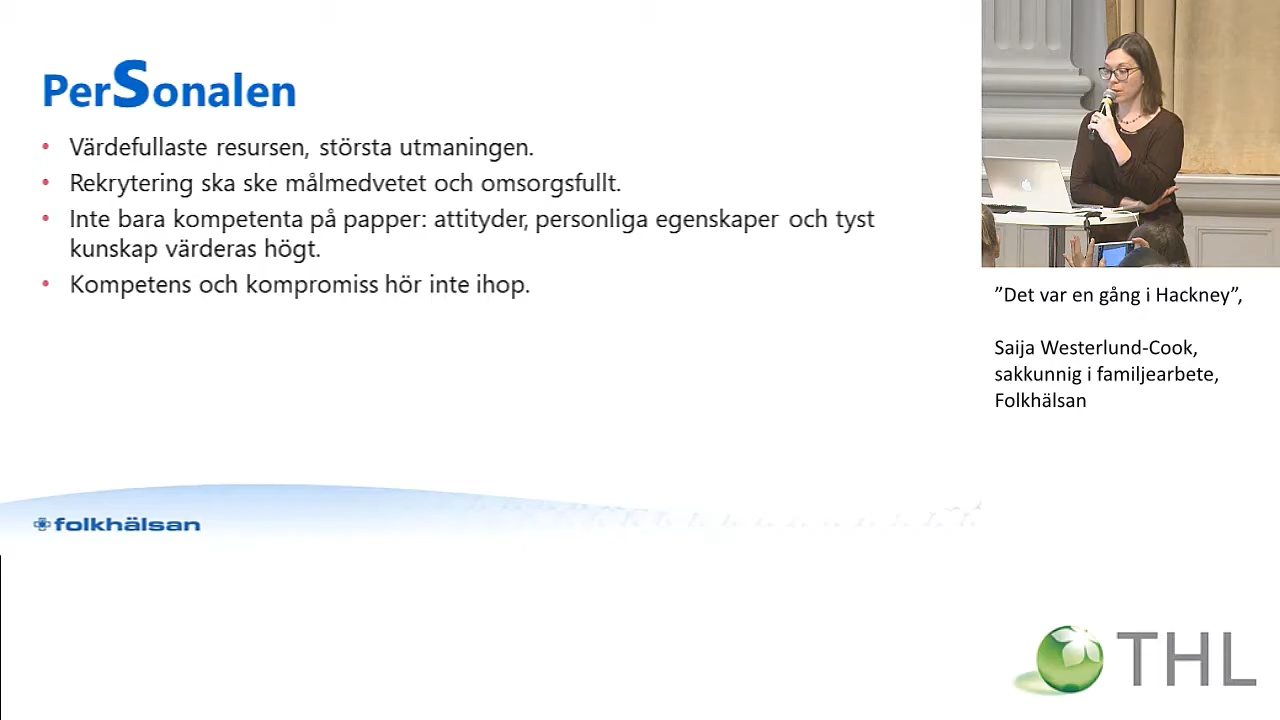 PerSonalen
• Värdefullaste resursen, största utmaningen.
• Rekrytering ska ske målmedvetet och omsorgsfullt.
• Inte bara kompetenta på papper: attityder, personliga egenskaper och tyst
kunskap värderas högt.
• Kompetens och kompromiss hör inte ihop.
folkhälsan
”Det var en gång i Hackney”,
Saija Westerlund-Cook,
sakkunnig i familjearbete,
Folkhälsan
THL